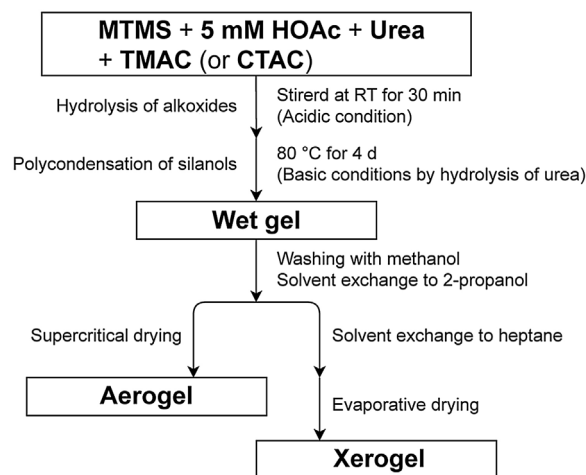 MTMS + 5 mM HOAc + Urea
+ TMAC (or CTAC)
Hydrolysis of alkoxides
Stirerd at RT for 30 min
(Acidic condition)
Polycondensation of silanols
80 °C for 4 d
(Basic conditions by hydrolysis of urea)
Wet gel
Washing with methanol
Solvent exchange to 2-propanol
Supercritical drying
Solvent exchange to heptane
Aerogel
Evaporative drying
Xerogel